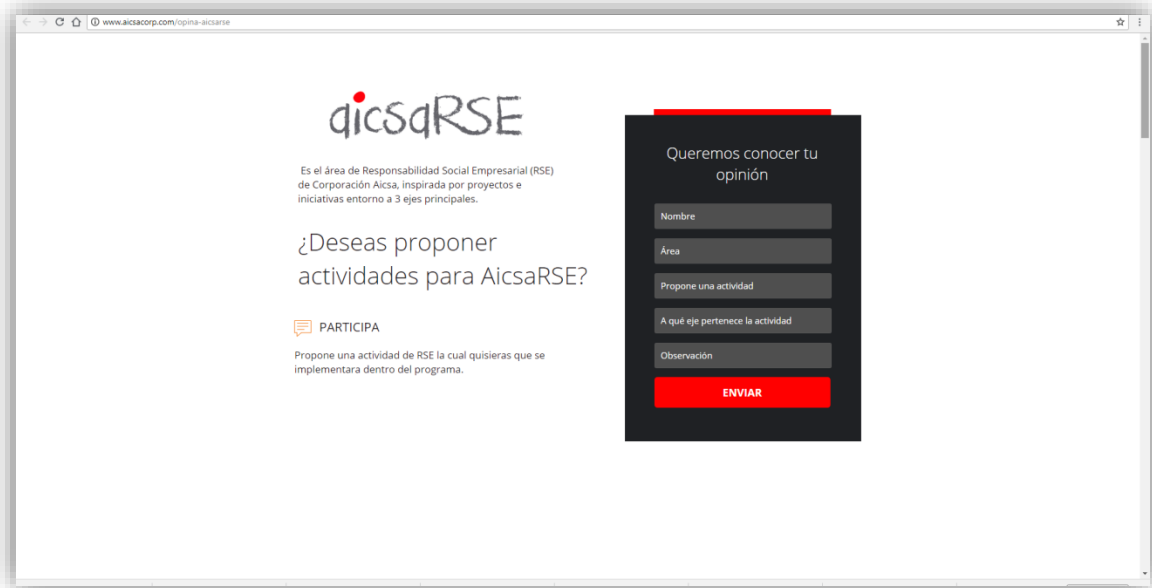 www.aicsacorp.com/opina-aicsarse
aicsaRSE
Es el área de Responsabilidad Social Empresarial (RSE)
de Corporación Aicsa, inspirada por proyectos e
iniciativas entorno a 3 ejes principales.
¿Deseas proponer
actividades para AicsaRSE?
PARTICIPA
Propone una actividad de RSE la cual quisieras que se
implementara dentro del programa.
Queremos conocer tu
opinión
Nombre
Área
Propone una actividad
A qué eje pertenece la actividad
Observación
ENVIAR